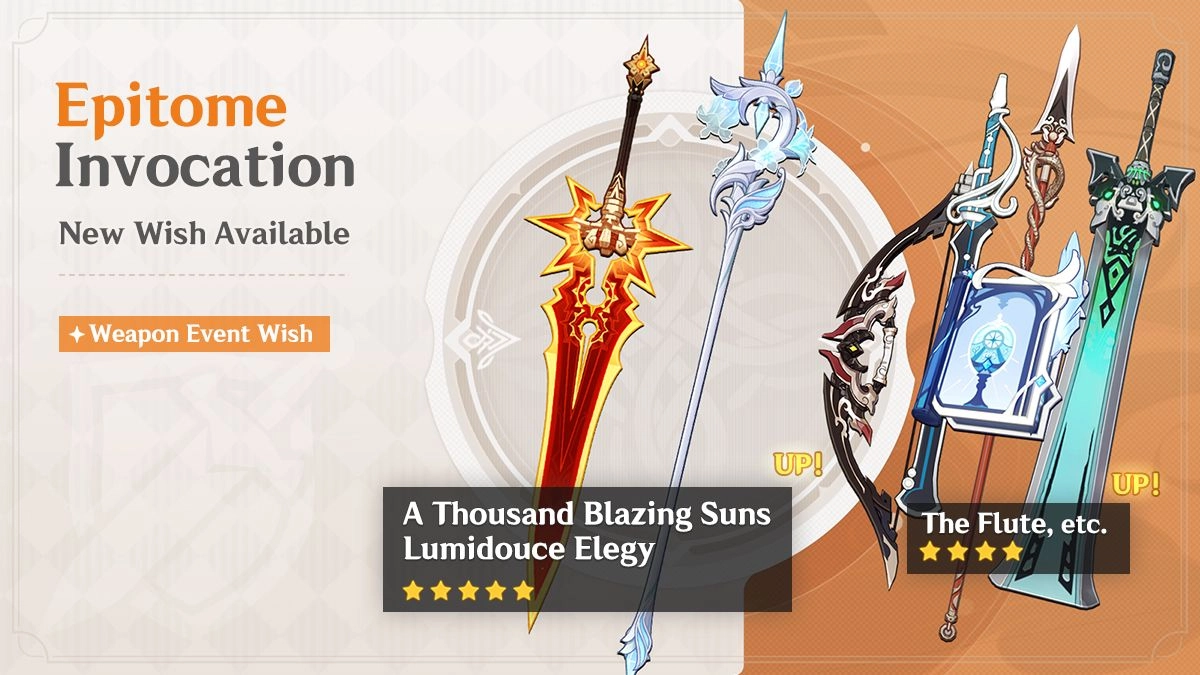 Epitome
Invocation
New Wish Available
Weapon Event Wish
UP!
A Thousand Blazing Suns
Lumidouce Elegy
UP!
The Flute, etc.